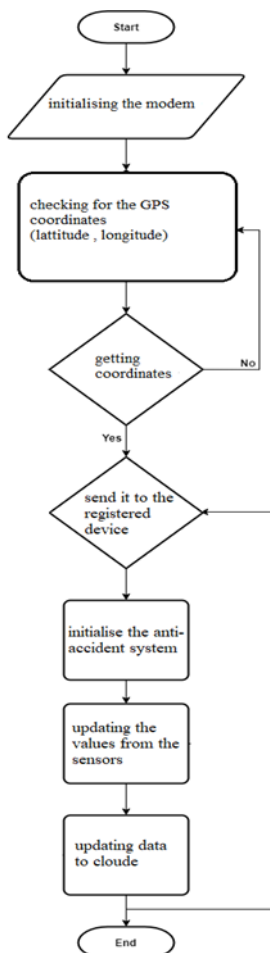 Start
initialising the modem
checking for the GPS
coordinates
(lattitude , longitude)
getting
coordinates
No
Yes
send it to the
registered
device
initialise the anti-
accident system
updating the
values from the
sensors
updating data
to cloude
End